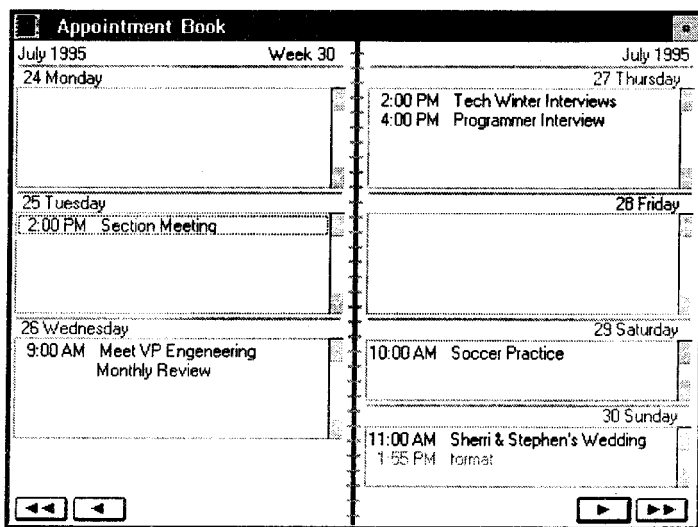 Appointment Book
July 1995 Week 30
24 Monday
25 Tuesday
2:00 PM Section Meeting
26 Wednesday
9:00 AM Meet VP Engeneering
Monthly Review
July 1995
27 Thursday
2:00 PM Tech Winter Interviews
4:00 PM Programmer Interview
28 Friday
29 Saturday
10:00 AM Soccer Practice
30 Sunday
11:00 AM Sherri & Stephen's Wedding
1:55 PM format